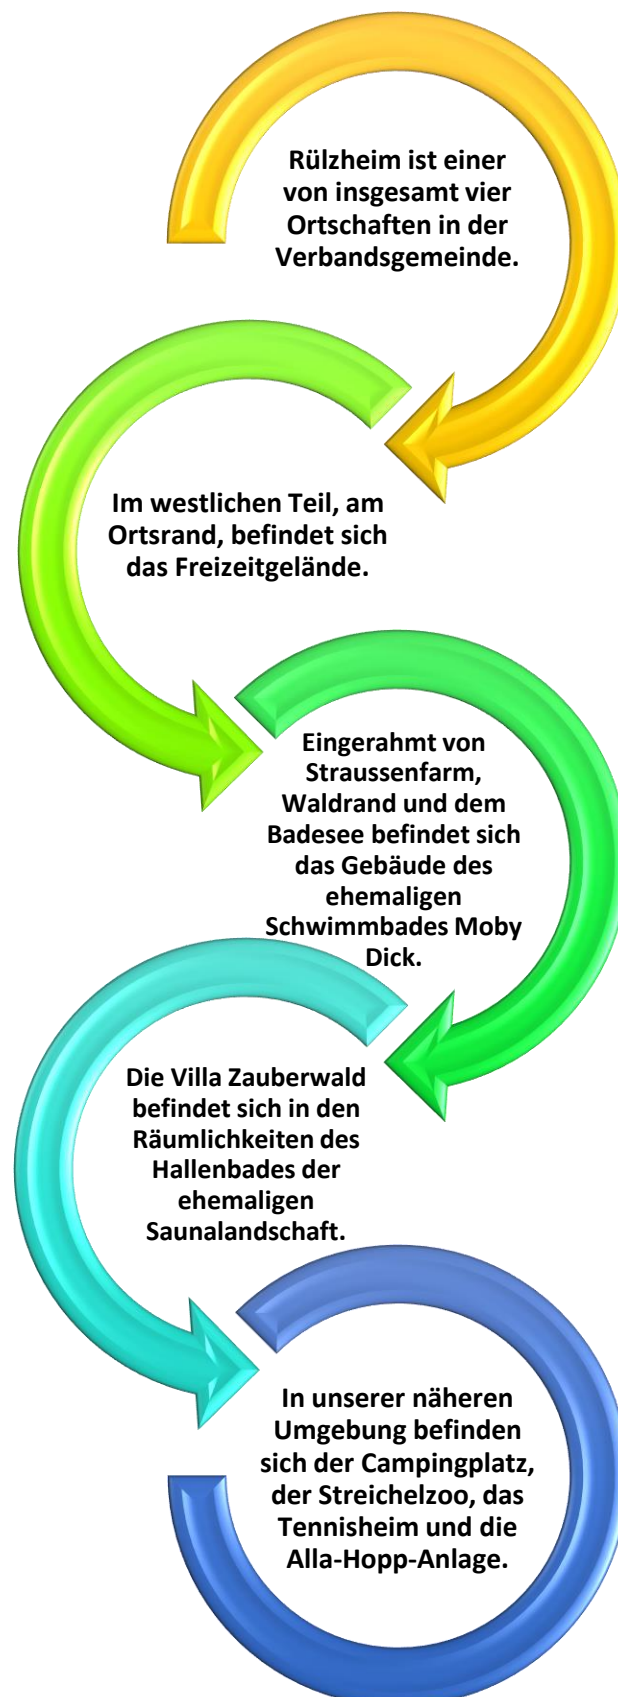 Rülzheim ist einer
von insgesamt vier
Ortschaften in der
Verbandsgemeinde.
Im westlichen Teil, am
Ortsrand, befindet sich
das Freizeitgelände.
Eingerahmt von
Straussenfarm,
Waldrand und dem
Badesee befindet sich
das Gebäude des
ehemaligen
Schwimmbades Moby
Dick.
Die Villa Zauberwald
befindet sich in den
Räumlichkeiten des
Hallenbades der
ehemaligen
Saunalandschaft.
In unserer näheren
Umgebung befinden
sich der Campingplatz,
der Streichelzoo, das
Tennisheim und die
Alla-Hopp-Anlage.